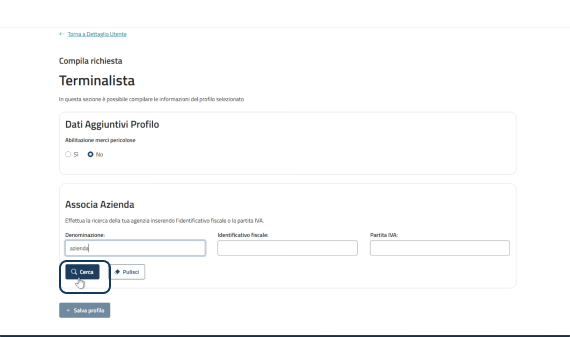 ← Torna a Dettaglio Utente
Compila richiesta
Terminalista
In questa sezione è possibile compilare le informazioni del profilo selezionato
Dati Aggiuntivi Profilo
Abilitazione merci pericolose
Sì No
Associa Azienda
Effettua la ricerca della tua agenzia inserendo l'identificativo fiscale o la partita IVA.
Denominazione: Identificativo fiscale: Partita IVA:
azienda
Cerca Pulisci
+ Salva profilo